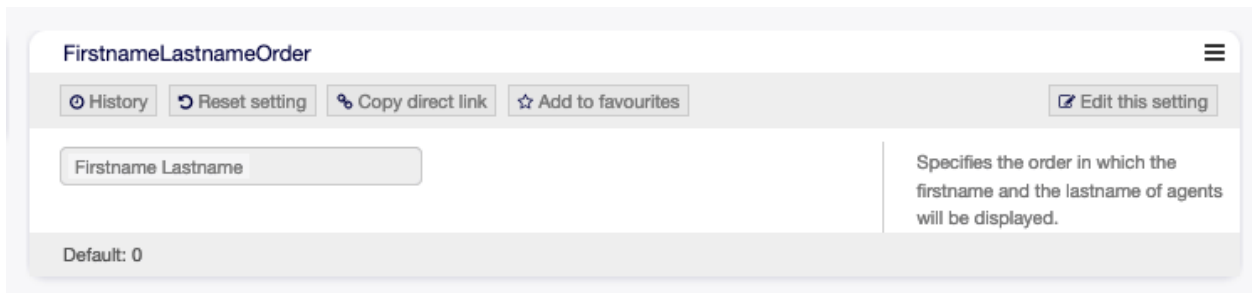 FirstnameLastnameOrder
History Reset setting Copy direct link Add to favourites Edit this setting
Firstname Lastname
Specifies the order in which the
firstname and the lastname of agents
will be displayed.
Default: 0